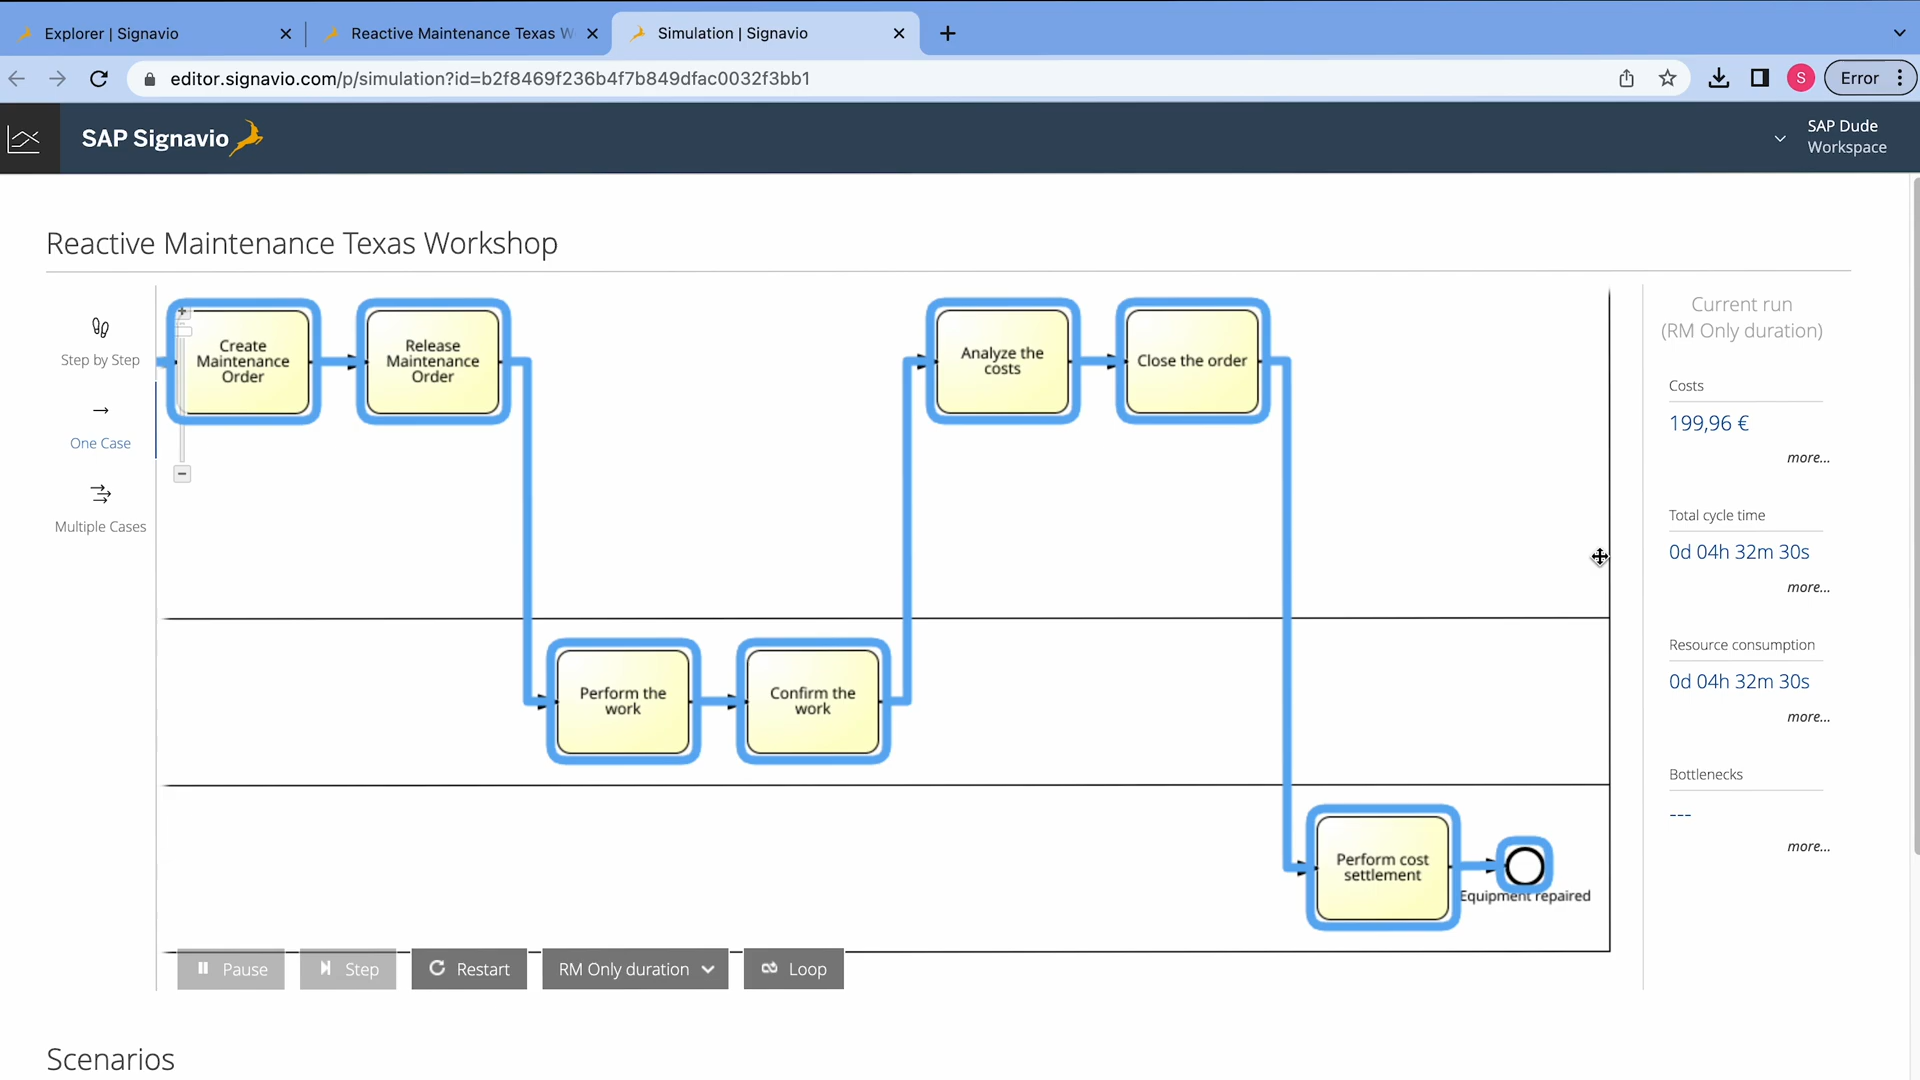 Explorer | Signavio
Reactive Maintenance Texas W
Simulation | Signavio
editor.signavio.com/p/simulation?id=b2f8469f236b4f7b849dfac0032f3bb1
S
Error
SAP Signavio
SAP Dude
Workspace
Reactive Maintenance Texas Workshop
Step by Step
One Case
Multiple Cases
Create
Maintenance
Order
Release
Maintenance
Order
Analyze the
costs
Close the order
Perform the
work
Confirm the
work
Perform cost
settlement
Equipment repaired
Current run
(RM Only duration)
Costs
199,96 €
more...
Total cycle time
0d 04h 32m 30s
more...
Resource consumption
0d 04h 32m 30s
more...
Bottlenecks
---
more...
Pause
Step
Restart
RM Only duration
Loop
Scenarios